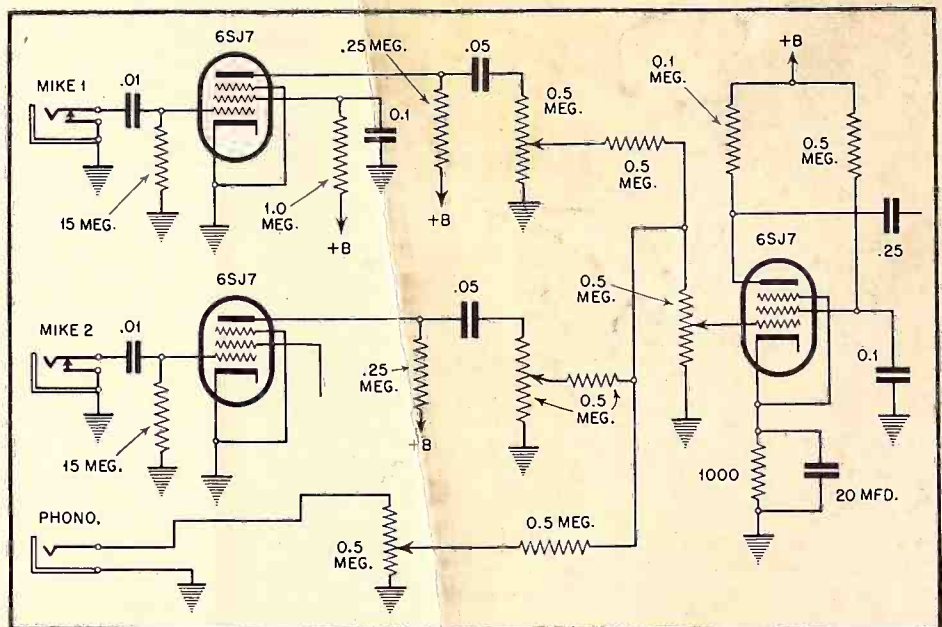 6SJ7
MIKE 1
.01
15 MEG.
1.0
MEG.
+B
0.1
.25 MEG.
+B
.05
0.5
MEG.
0.5
MEG.
0.1
MEG.
+B
0.5
MEG.
.25
6SJ7
0.5
MEG.
0.1
1000
20 MFD.
6SJ7
MIKE 2
.01
15 MEG.
.25
MEG.
+B
.05
0.5
MEG.
PHONO,
0.5
MEG.
0.5 MEG.